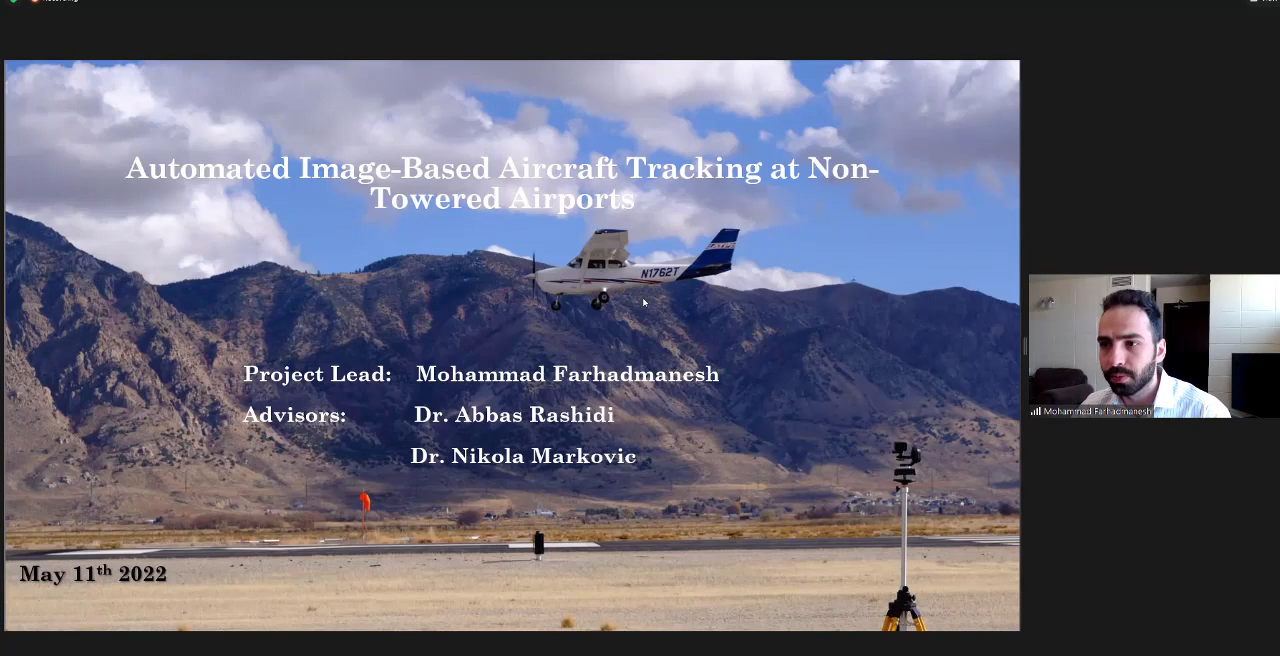 Automated Image-Based Aircraft Tracking at Non-
Towered Airports
N1762T
Project Lead: Mohammad Farhadmanesh
Advisors: Dr. Abbas Rashidi
Dr. Nikola Markovic
Mohammad Farhadmanesh
May 11th 2022